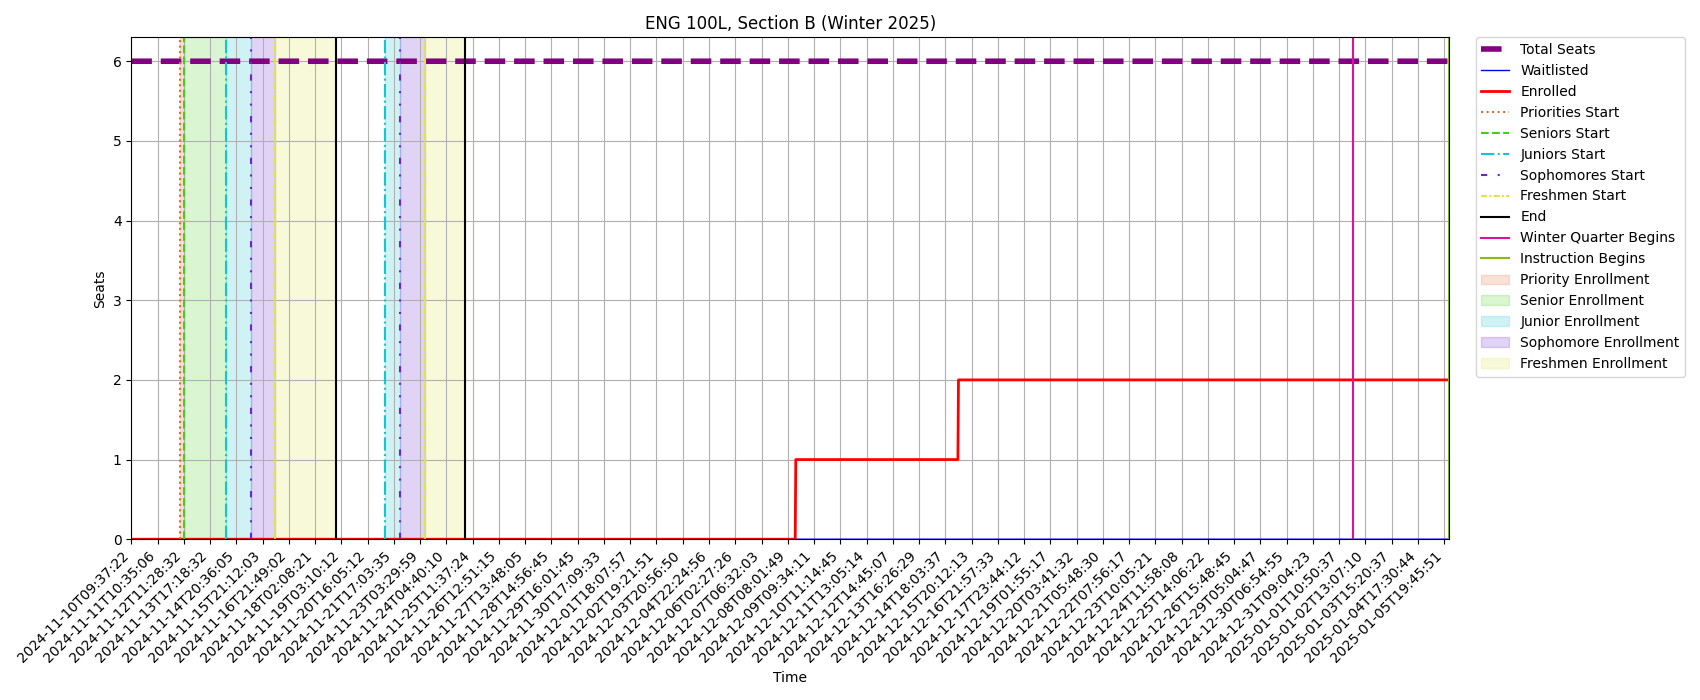 ENG 100L, Section B (Winter 2025)
Seats
6
5
4
3
2
1
0
2024-11-10T09:37:22
2024-11-11T10:35:06
2024-11-12T11:28:32
2024-11-13T17:18:32
2024-11-14T20:36:05
2024-11-15T21:12:03
2024-11-16T21:49:02
2024-11-18T02:08:21
2024-11-19T03:10:12
2024-11-20T16:05:12
2024-11-21T17:03:35
2024-11-23T03:29:59
2024-11-24T04:40:10
2024-11-25T11:37:24
2024-11-26T12:51:15
2024-11-27T13:48:05
2024-11-28T14:56:45
2024-11-29T16:01:45
2024-11-30T17:09:33
2024-12-01T18:07:57
2024-12-02T19:21:51
2024-12-03T20:56:50
2024-12-04T22:24:56
2024-12-06T02:27:26
2024-12-07T06:32:03
2024-12-08T08:01:49
2024-12-09T09:34:11
2024-12-10T11:14:45
2024-12-11T13:05:14
2024-12-12T14:45:07
2024-12-13T16:26:29
2024-12-14T18:03:37
2024-12-15T20:12:13
2024-12-16T21:57:33
2024-12-17T23:44:12
2024-12-19T01:55:17
2024-12-20T03:41:32
2024-12-21T05:48:30
2024-12-22T07:56:17
2024-12-23T10:05:21
2024-12-24T11:58:08
2024-12-25T14:06:22
2024-12-26T15:48:45
2024-12-29T05:04:47
2024-12-30T06:54:55
2024-12-31T09:04:23
2025-01-01T10:50:37
2025-01-02T13:07:10
2025-01-03T15:20:37
2025-01-04T17:30:44
2025-01-05T19:45:51
Time
Total Seats
Waitlisted
Enrolled
Priorities Start
Seniors Start
Juniors Start
Sophomores Start
Freshmen Start
End
Winter Quarter Begins
Instruction Begins
Priority Enrollment
Senior Enrollment
Junior Enrollment
Sophomore Enrollment
Freshmen Enrollment